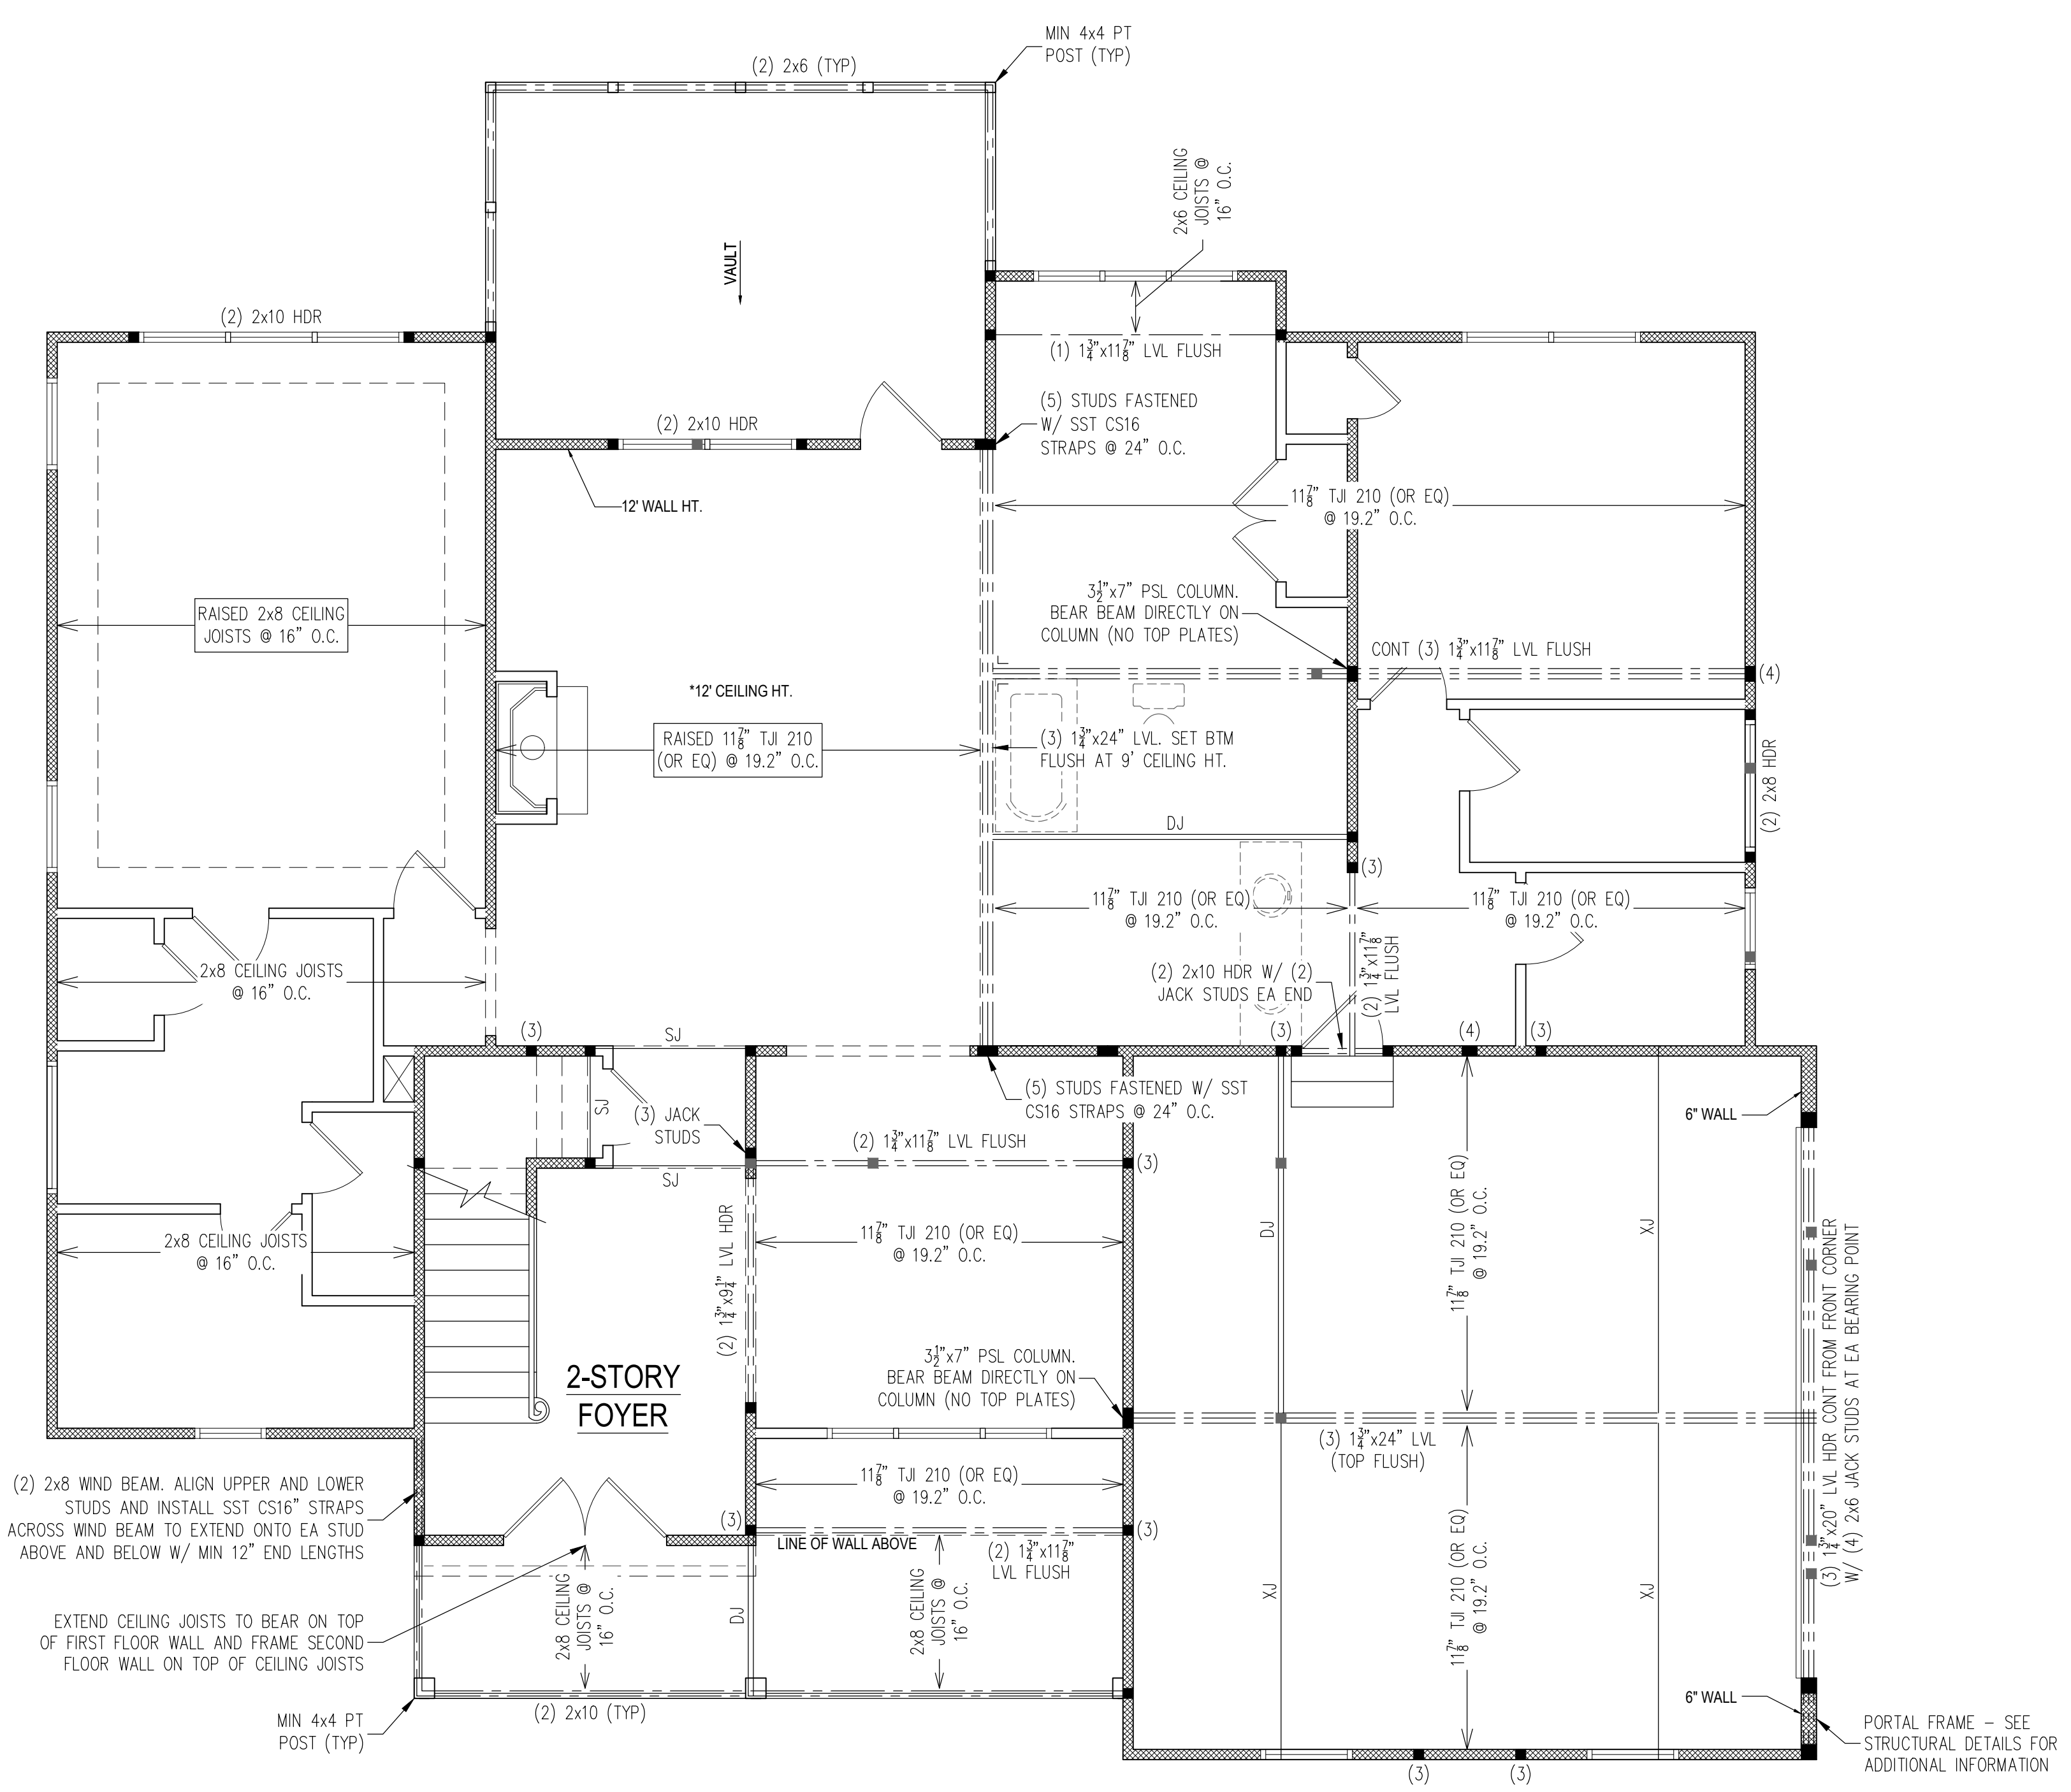 MIN 4x4 PT
POST (TYP)
(2) 2x6 (TYP)
2x6 CEILING
JOISTS @
16" O.C.
VAULT
(2) 2x10 HDR
(1) 1¾"x11⅞" LVL FLUSH
(5) STUDS FASTENED
W/ SST CS16
STRAPS @ 24" O.C.
(2) 2x10 HDR
12' WALL HT.
11⅞" TJI 210 (OR EQ)
@ 19.2" O.C.
3½"x7" PSL COLUMN.
BEAR BEAM DIRECTLY ON
COLUMN (NO TOP PLATES)
RAISED 2x8 CEILING
JOISTS @ 16" O.C.
CONT (3) 1¾"x11⅞" LVL FLUSH
(4)
*12' CEILING HT.
RAISED 11⅞" TJI 210
(OR EQ) @ 19.2" O.C.
(3) 1¾"x24" LVL. SET BTM
FLUSH AT 9' CEILING HT.
(2) 2x8 HDR
DJ
(3)
11⅞" TJI 210 (OR EQ)
@ 19.2" O.C.
11⅞" TJI 210 (OR EQ)
@ 19.2" O.C.
(2) 1¾"x11⅞"
LVL FLUSH
2x8 CEILING JOISTS
@ 16" O.C.
(2) 2x10 HDR W/ (2)
JACK STUDS EA END
(3)
SJ
(3)
(4)
(3)
SJ
(3) JACK
STUDS
(5) STUDS FASTENED W/ SST
CS16 STRAPS @ 24" O.C.
6" WALL
(2) 1¾"x11⅞" LVL FLUSH
(3)
SJ
2x8 CEILING JOISTS
@ 16" O.C.
(2) 1¾"x9¼" LVL HDR
11⅞" TJI 210 (OR EQ)
@ 19.2" O.C.
DJ
11⅞" TJI 210 (OR EQ)
@ 19.2" O.C.
XJ
(3) 1¾"x20" LVL HDR CONT FROM FRONT CORNER
W/ (4) 2x6 JACK STUDS AT EA BEARING POINT
2-STORY
FOYER
3½"x7" PSL COLUMN.
BEAR BEAM DIRECTLY ON
COLUMN (NO TOP PLATES)
(3) 1¾"x24" LVL
(TOP FLUSH)
(2) 2x8 WIND BEAM. ALIGN UPPER AND LOWER
STUDS AND INSTALL SST CS16" STRAPS
ACROSS WIND BEAM TO EXTEND ONTO EA STUD
ABOVE AND BELOW W/ MIN 12" END LENGTHS
11⅞" TJI 210 (OR EQ)
@ 19.2" O.C.
(3)
(3)
LINE OF WALL ABOVE
(2) 1¾"x11⅞"
LVL FLUSH
2x8 CEILING
JOISTS @
16" O.C.
DJ
2x8 CEILING
JOISTS @
16" O.C.
XJ
11⅞" TJI 210 (OR EQ)
@ 19.2" O.C.
XJ
EXTEND CEILING JOISTS TO BEAR ON TOP
OF FIRST FLOOR WALL AND FRAME SECOND
FLOOR WALL ON TOP OF CEILING JOISTS
(2) 2x10 (TYP)
MIN 4x4 PT
POST (TYP)
6" WALL
PORTAL FRAME – SEE
STRUCTURAL DETAILS FOR
ADDITIONAL INFORMATION
(3)
(3)